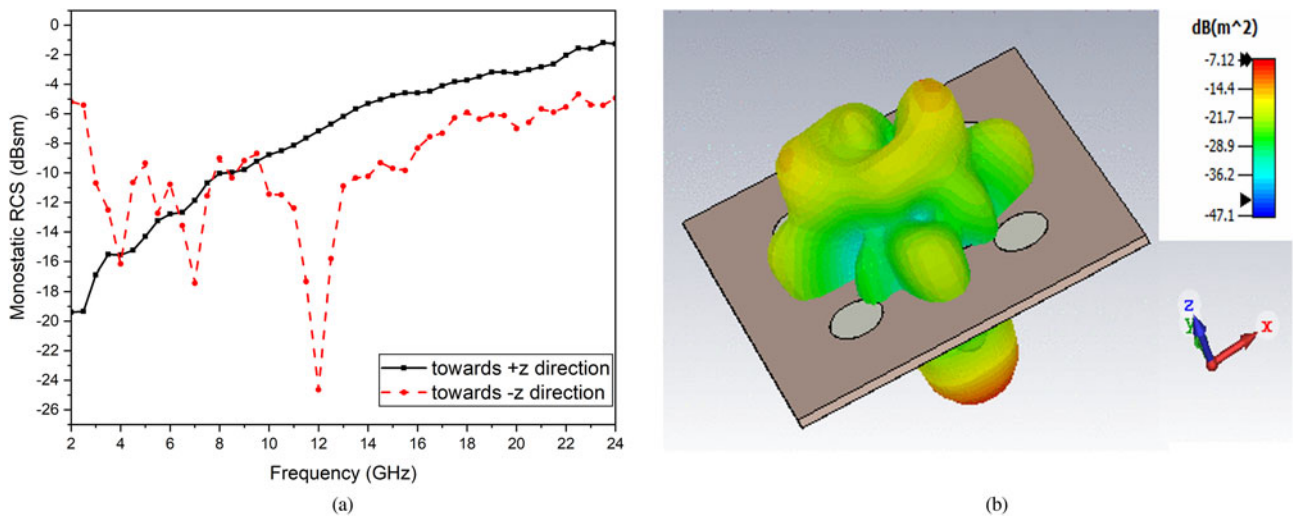 0
-2
-4
-6
-8
-10
-12
-14
-16
-18
-20
-22
-24
-26
Monostatic RCS (dBsm)
towards +z direction
towards -z direction
2 4 6 8 10 12 14 16 18 20 22 24
Frequency (GHz)
(a)
dB(m^2)
-7.12
-14.4
-21.7
-28.9
-36.2
-47.1
z
y
x
(b)